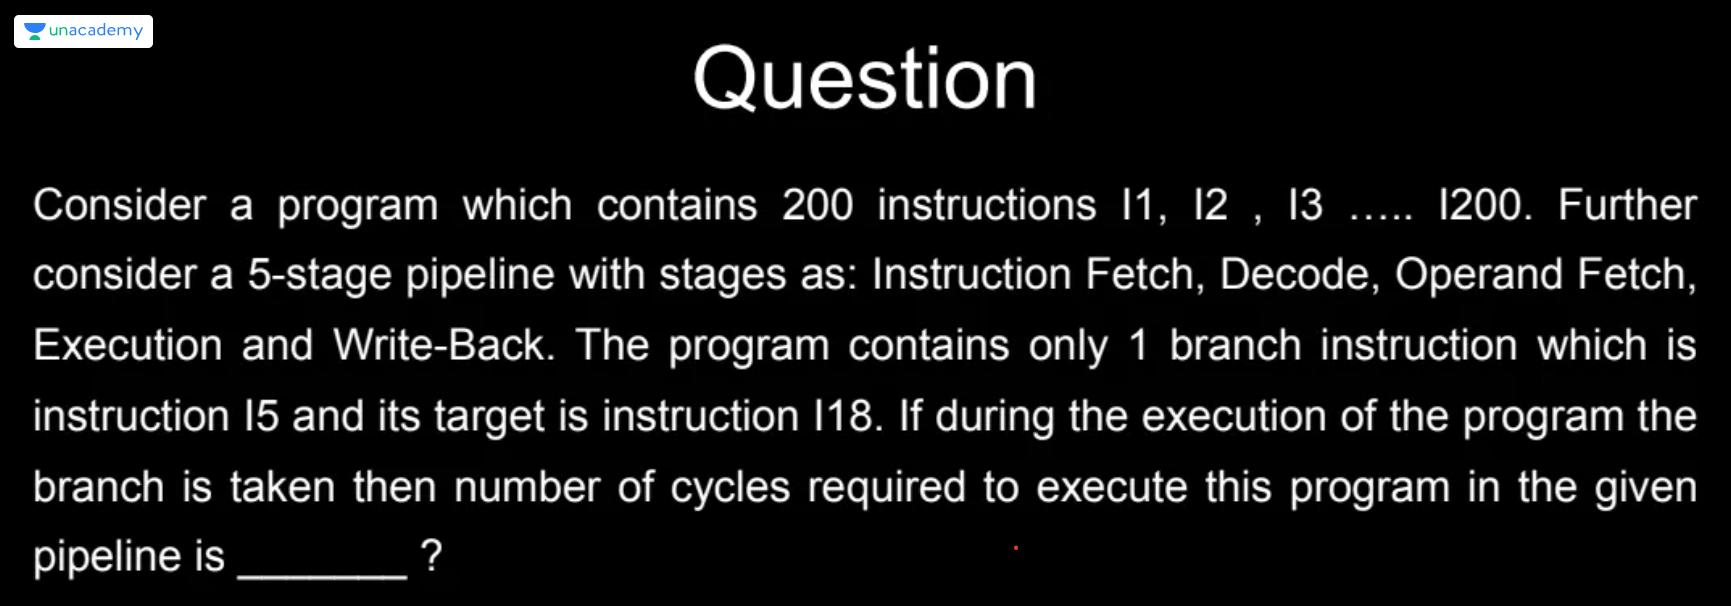 unacademy
Question
Consider a program which contains 200 instructions I1, I2 , I3 ..... I200. Further
consider a 5-stage pipeline with stages as: Instruction Fetch, Decode, Operand Fetch,
Execution and Write-Back. The program contains only 1 branch instruction which is
instruction I5 and its target is instruction I18. If during the execution of the program the
branch is taken then number of cycles required to execute this program in the given
pipeline is _______ ?